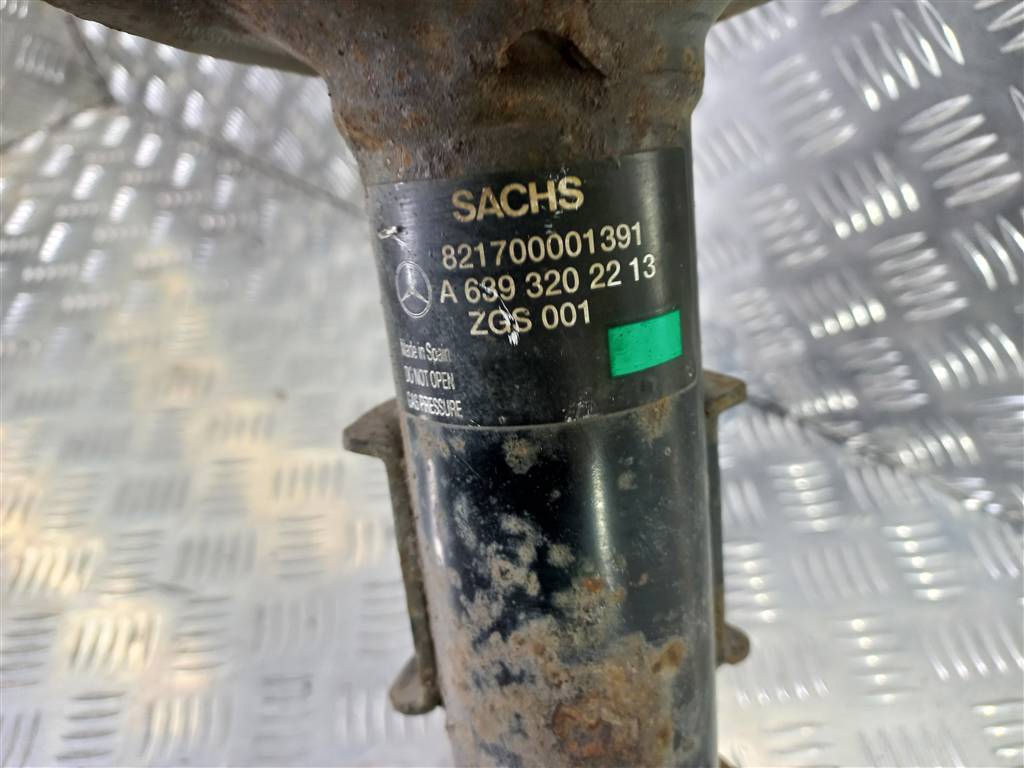 SACHS
821700001391
A 639 320 22 13
ZGS 001
Made in Spain
DO NOT OPEN
GAS PRESSURE